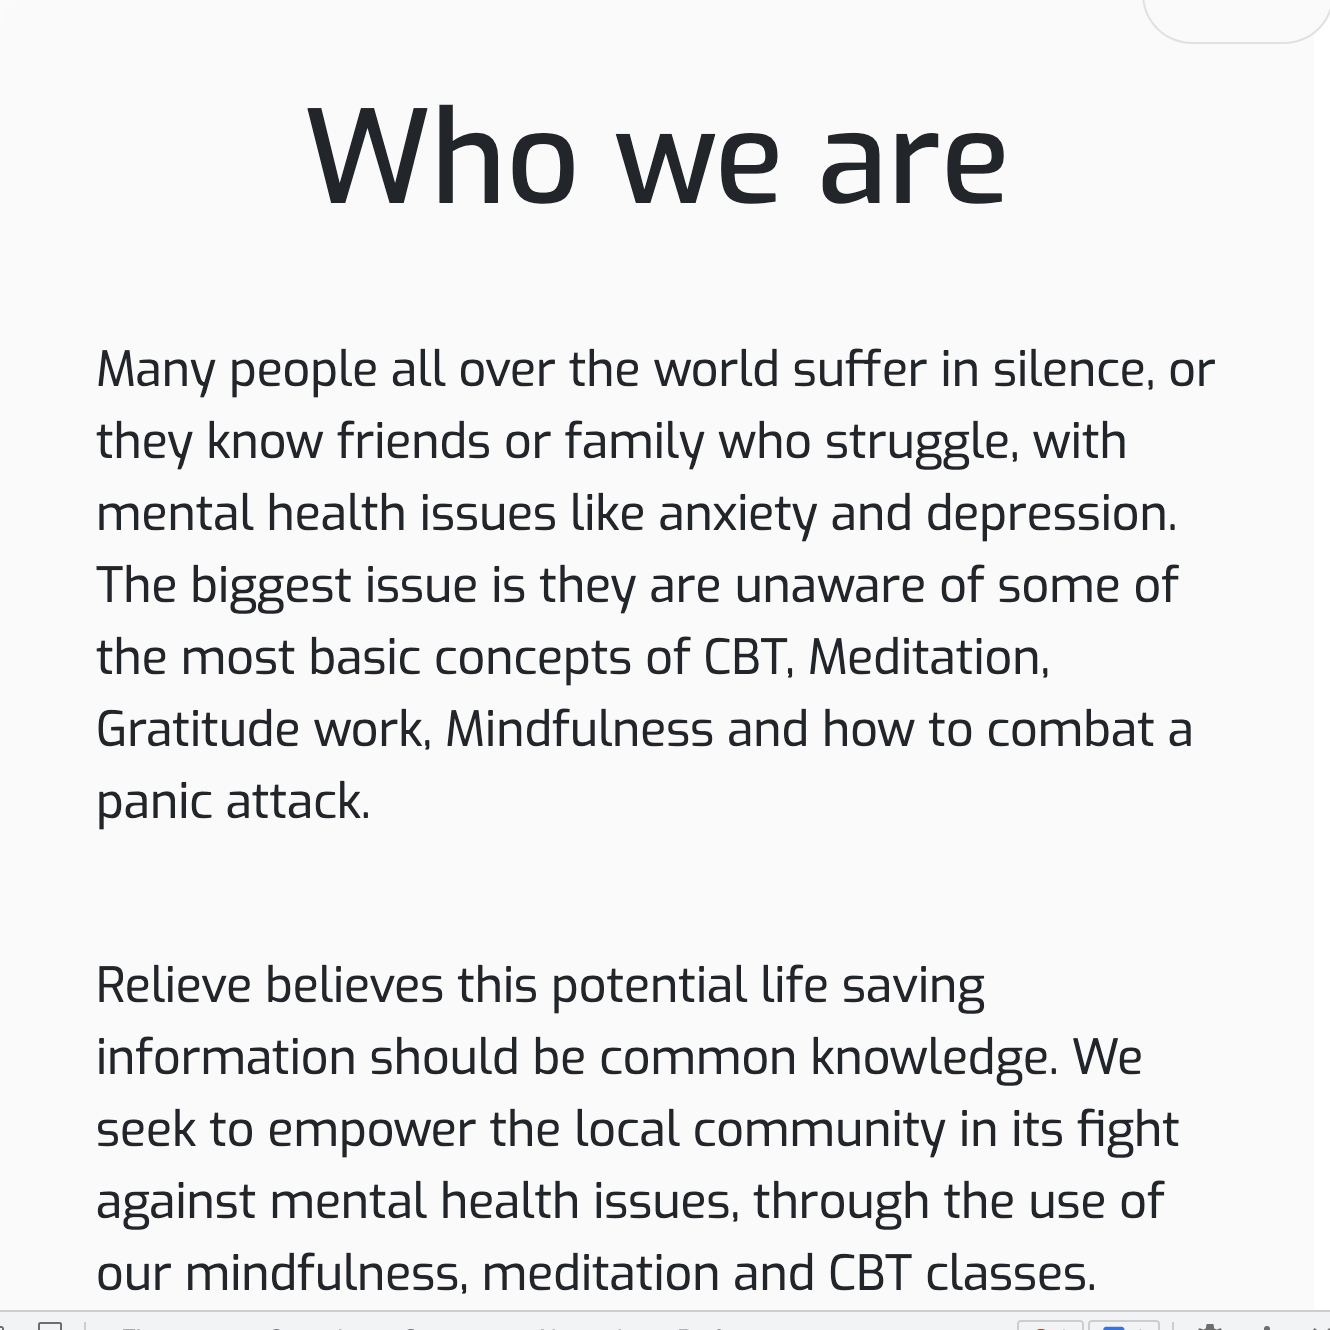 Who we are
Many people all over the world suffer in silence, or
they know friends or family who struggle, with
mental health issues like anxiety and depression.
The biggest issue is they are unaware of some of
the most basic concepts of CBT, Meditation,
Gratitude work, Mindfulness and how to combat a
panic attack.
Relieve believes this potential life saving
information should be common knowledge. We
seek to empower the local community in its fight
against mental health issues, through the use of
our mindfulness, meditation and CBT classes.